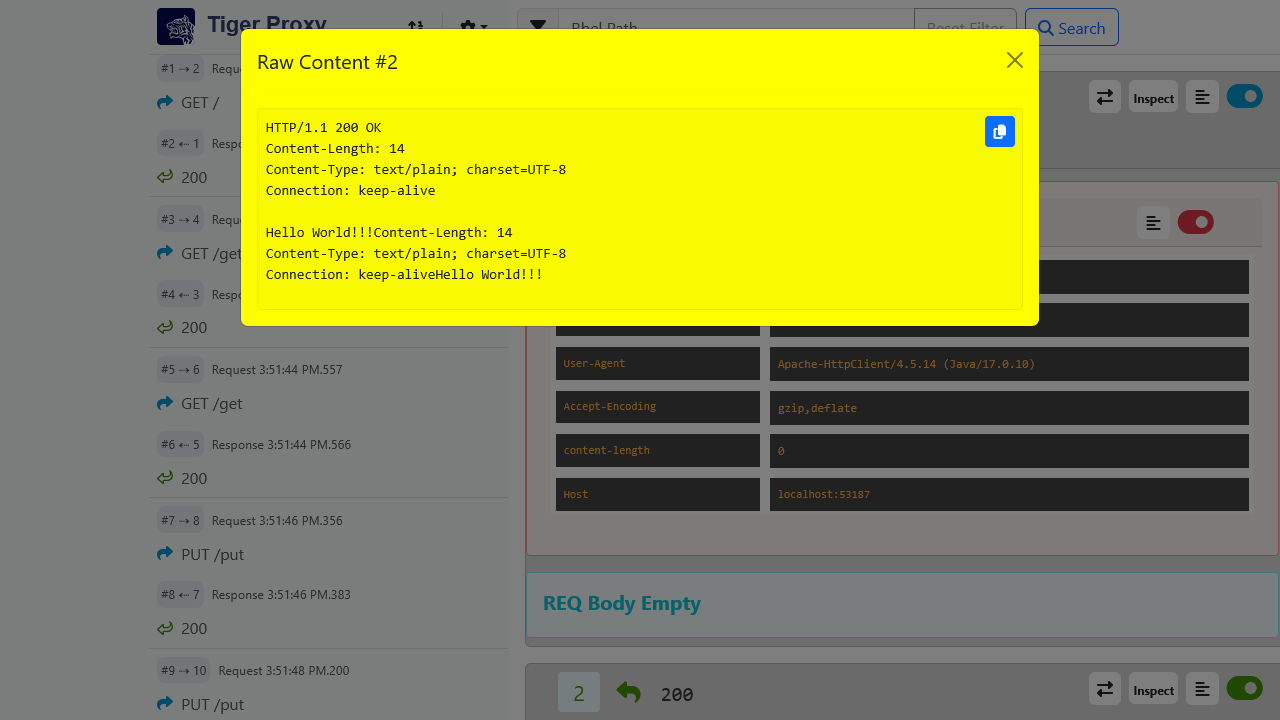 Tiger Proxy
Rbel Path
Reset Filter
Search
#1 → 2
GET /
#2 ← 1
200
#3 → 4
GET /get
#4 ← 3
200
#5 → 6 Request 3:51:44 PM.557
GET /get
#6 ← 5 Response 3:51:44 PM.566
200
#7 → 8 Request 3:51:46 PM.356
PUT /put
#8 ← 7 Response 3:51:46 PM.383
200
#9 → 10 Request 3:51:48 PM.200
PUT /put
Raw Content #2
HTTP/1.1 200 OK
Content-Length: 14
Content-Type: text/plain; charset=UTF-8
Connection: keep-alive
Hello World!!!Content-Length: 14
Content-Type: text/plain; charset=UTF-8
Connection: keep-aliveHello World!!!
Inspect
User-Agent Apache-HttpClient/4.5.14 (Java/17.0.10)
Accept-Encoding gzip,deflate
content-length 0
Host localhost:53187
REQ Body Empty
2 200 Inspect